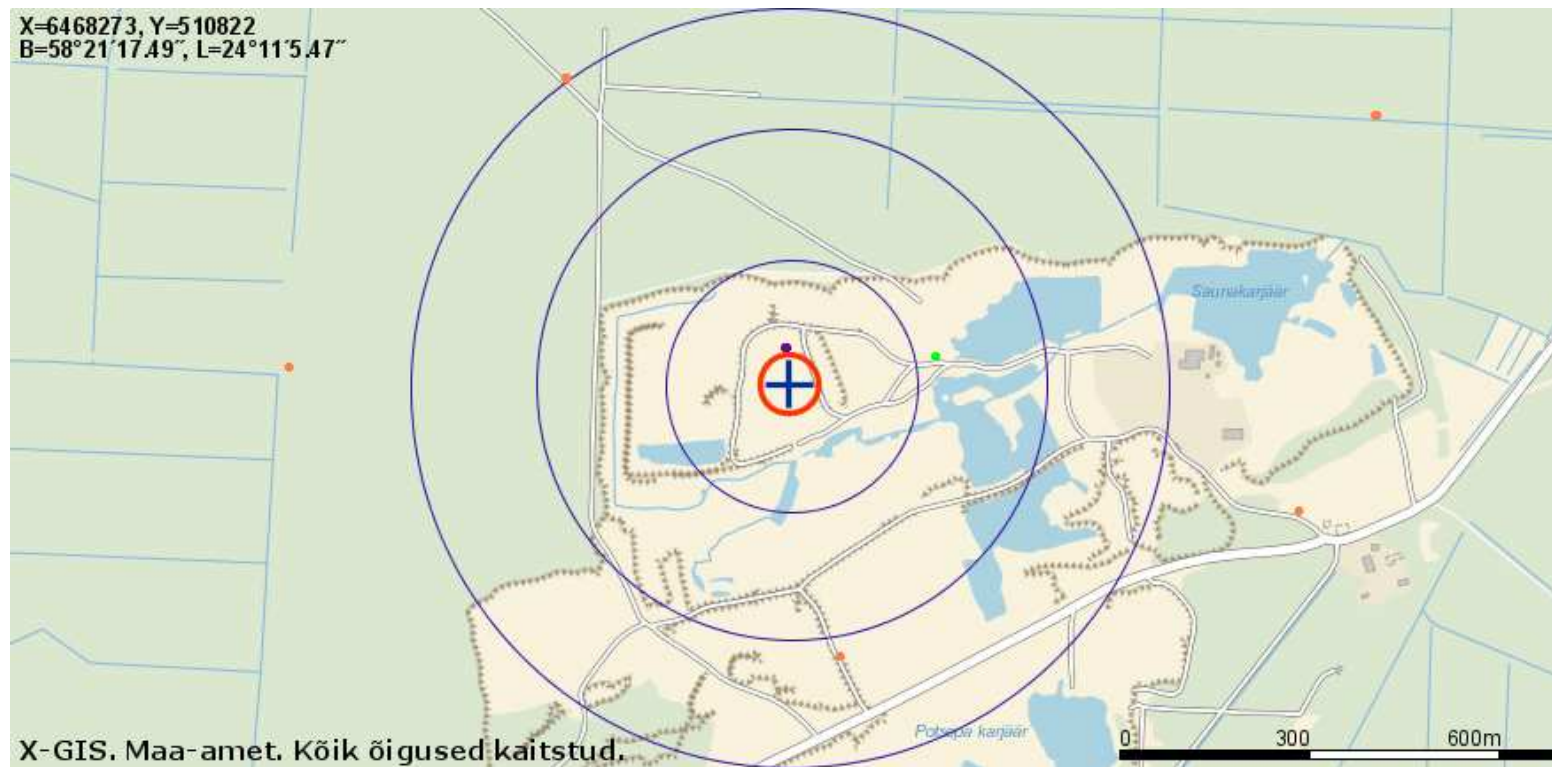 X=6468273, Y=510822
B=58°21´17.49˝, L=24°11´5.47˝
Saunakarjäär
Potsepa karjäär
0 300 600m
X-GIS. Maa-amet. Kõik õigused kaitstud.